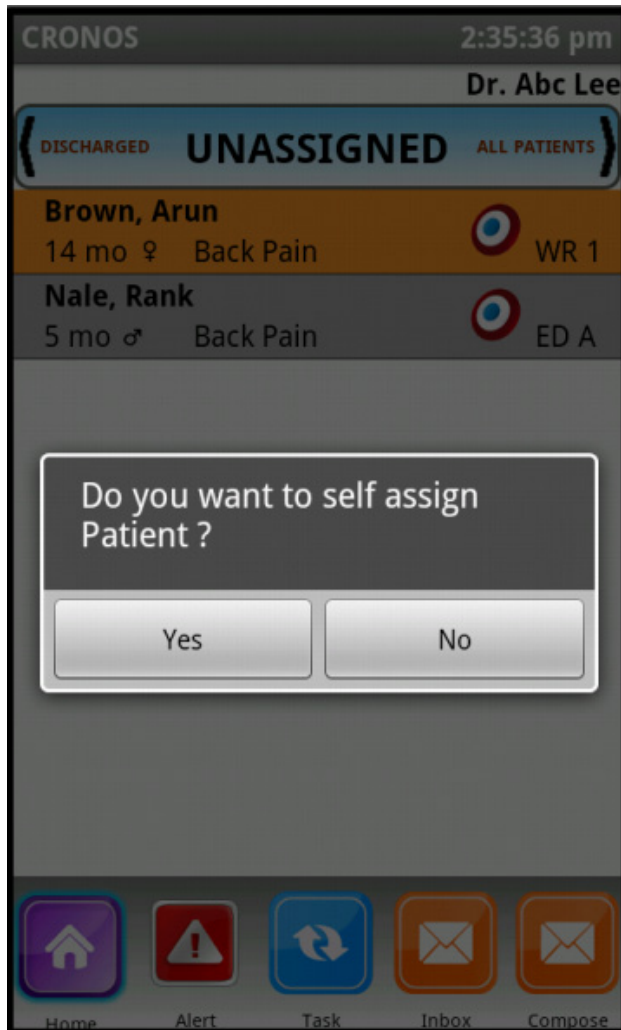 CRONOS 2:35:36 pm
Dr. Abc Lee
DISCHARGED UNASSIGNED ALL PATIENTS
Brown, Arun
14 mo ♀ Back Pain WR 1
Nale, Rank
5 mo ♂ Back Pain ED A
Do you want to self assign
Patient ?
Yes No
Home Alert Task Inbox Compose